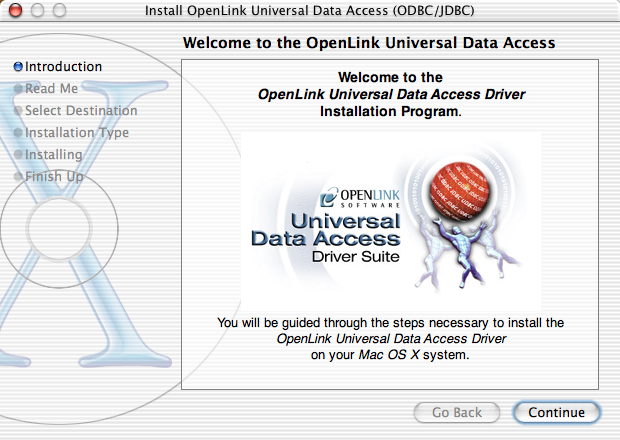 Install OpenLink Universal Data Access (ODBC/JDBC)
Welcome to the OpenLink Universal Data Access
Introduction
Read Me
Select Destination
Installation Type
Installing
Finish Up
Welcome to the
OpenLink Universal Data Access Driver
Installation Program.
OPENLINK
SOFTWARE
Universal
Data Access
Driver Suite
You will be guided through the steps necessary to install the
OpenLink Universal Data Access Driver
on your Mac OS X system.
Go Back
Continue